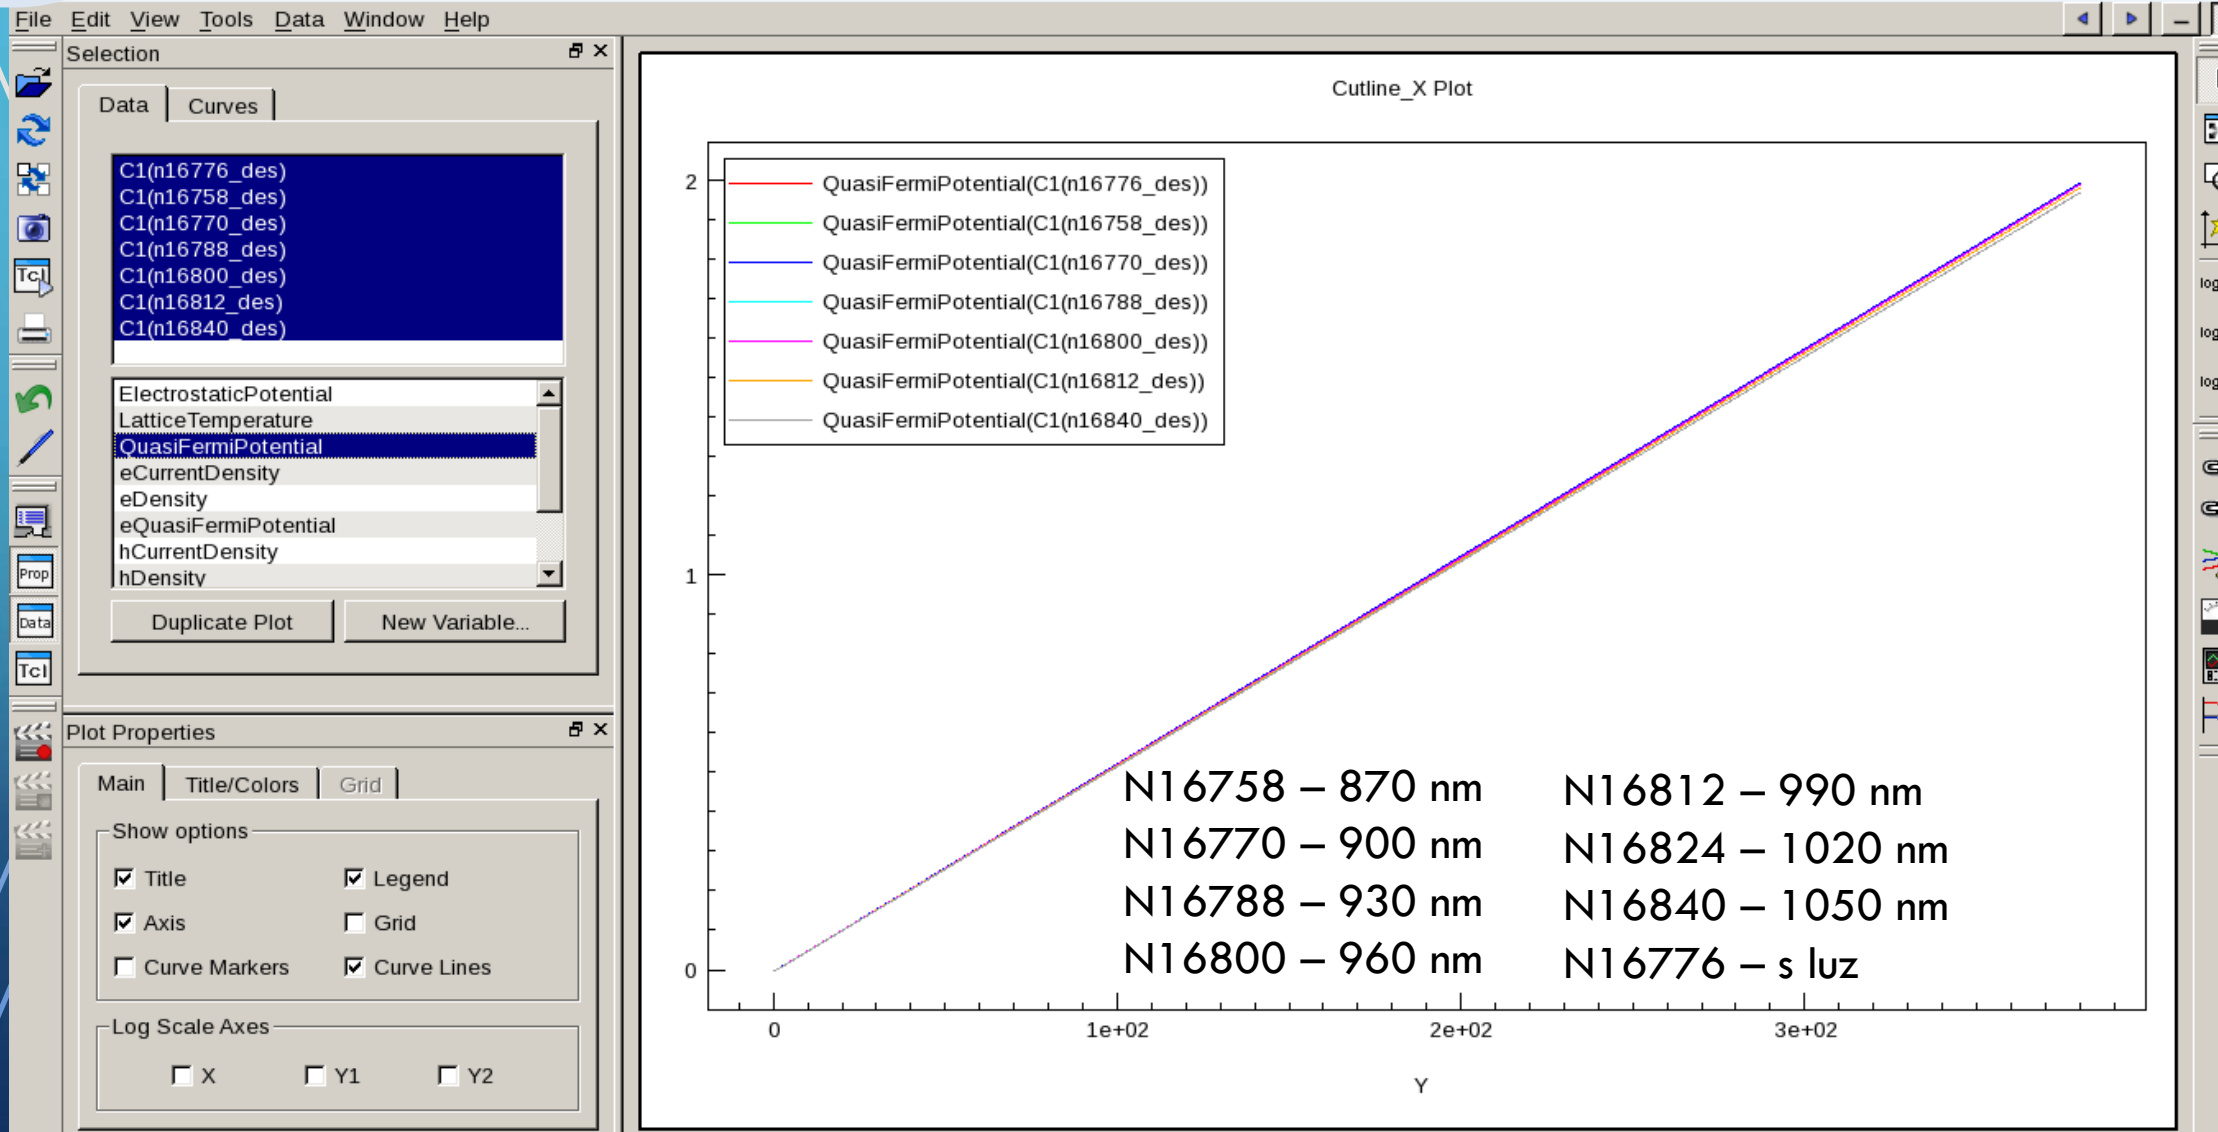 File Edit View Tools Data Window Help
Selection
Data Curves
C1(n16776_des)
C1(n16758_des)
C1(n16770_des)
C1(n16788_des)
C1(n16800_des)
C1(n16812_des)
C1(n16840_des)
ElectrostaticPotential
LatticeTemperature
QuasiFermiPotential
eCurrentDensity
eDensity
eQuasiFermiPotential
hCurrentDensity
hDensity
Duplicate Plot New Variable...
Tcl
Prop
Data
Tcl
Plot Properties
Main Title/Colors Grid
Show options
Title Legend
Axis Grid
Curve Markers Curve Lines
Log Scale Axes
X Y1 Y2
Cutline_X Plot
QuasiFermiPotential(C1(n16776_des))
QuasiFermiPotential(C1(n16758_des))
QuasiFermiPotential(C1(n16770_des))
QuasiFermiPotential(C1(n16788_des))
QuasiFermiPotential(C1(n16800_des))
QuasiFermiPotential(C1(n16812_des))
QuasiFermiPotential(C1(n16840_des))
2
1
0
N16758 – 870 nm
N16770 – 900 nm
N16788 – 930 nm
N16800 – 960 nm
N16812 – 990 nm
N16824 – 1020 nm
N16840 – 1050 nm
N16776 – s luz
0 1e+02 2e+02 3e+02
Y
log
log
log